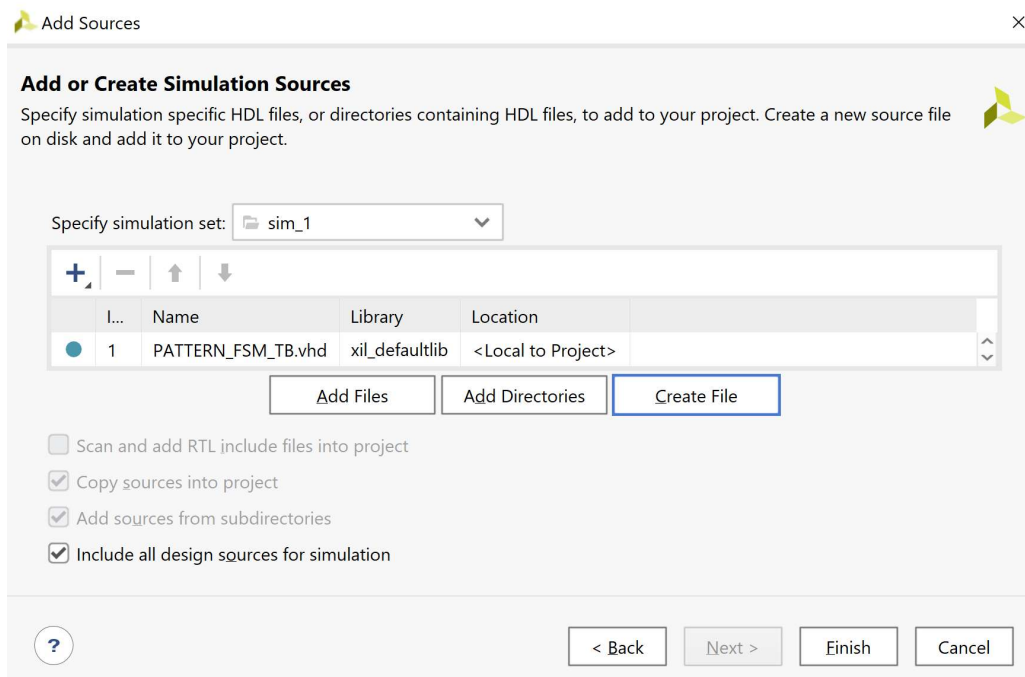 Add Sources
Add or Create Simulation Sources
Specify simulation specific HDL files, or directories containing HDL files, to add to your project. Create a new source file
on disk and add it to your project.
Specify simulation set: sim_1
I... Name Library Location
1 PATTERN_FSM_TB.vhd xil_defaultlib <Local to Project>
Add Files Add Directories Create File
Scan and add RTL include files into project
Copy sources into project
Add sources from subdirectories
Include all design sources for simulation
? < Back Next > Finish Cancel